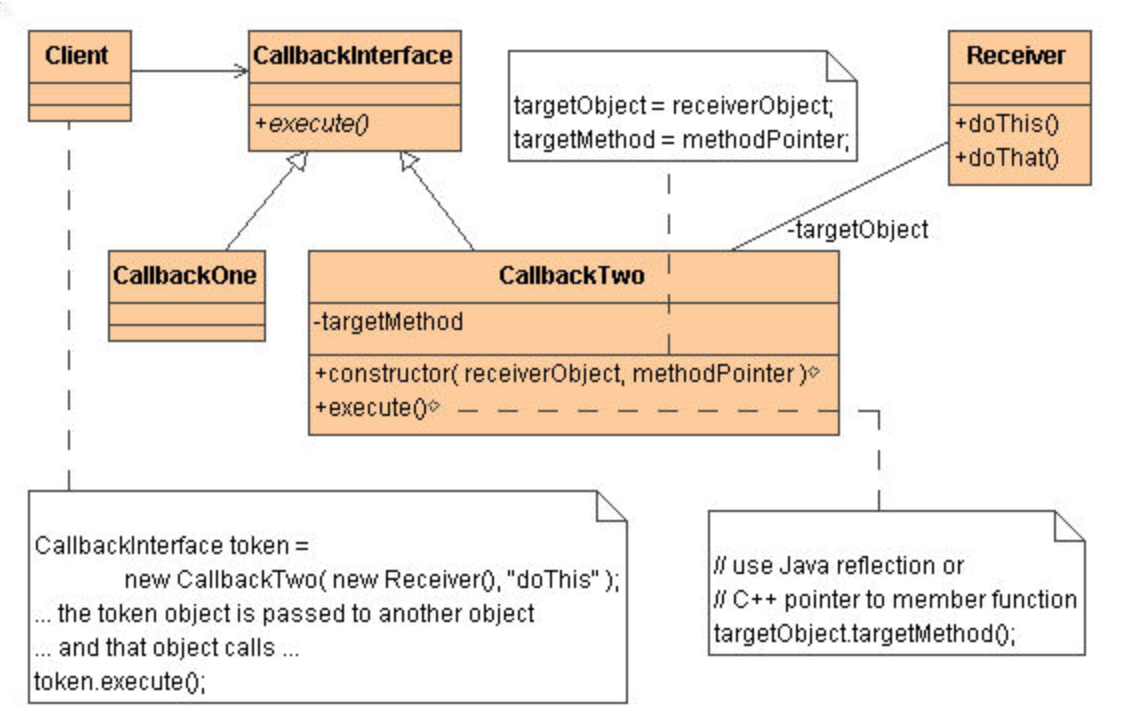 Client
CallbackInterface
+execute()
targetObject = receiverObject;
targetMethod = methodPointer;
Receiver
+doThis()
+doThat()
-targetObject
CallbackOne
CallbackTwo
-targetMethod
+constructor( receiverObject, methodPointer )
+execute()
CallbackInterface token =
new CallbackTwo( new Receiver(), "doThis" );
... the token object is passed to another object
... and that object calls ...
token.execute();
// use Java reflection or
// C++ pointer to member function
targetObject.targetMethod();